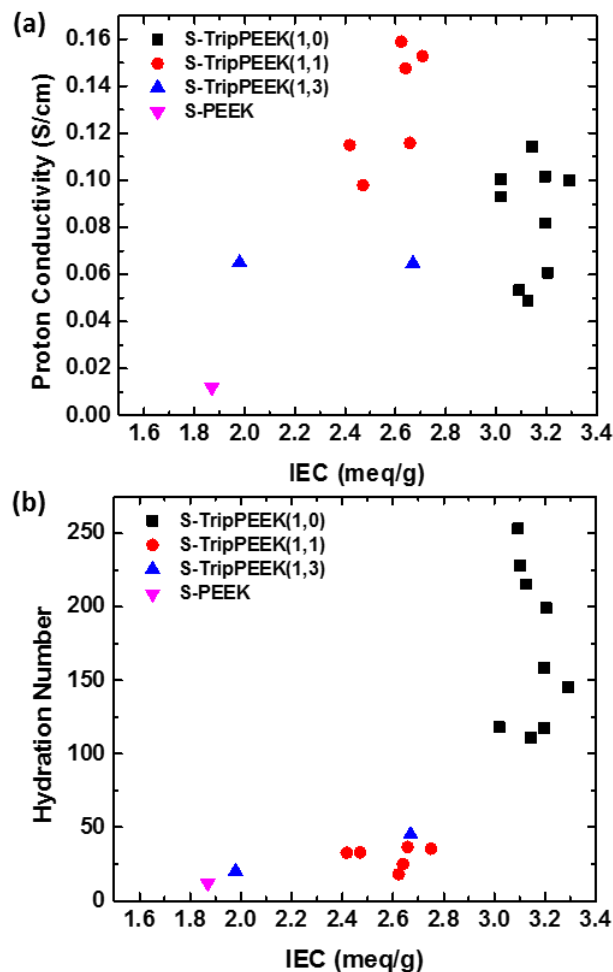 (a)
S-TripPEEK(1,0)
S-TripPEEK(1,1)
S-TripPEEK(1,3)
S-PEEK
Proton Conductivity (S/cm)
0.16
0.14
0.12
0.10
0.08
0.06
0.04
0.02
0.00
1.6 1.8 2.0 2.2 2.4 2.6 2.8 3.0 3.2 3.4
IEC (meq/g)
(b)
S-TripPEEK(1,0)
S-TripPEEK(1,1)
S-TripPEEK(1,3)
S-PEEK
Hydration Number
250
200
150
100
50
0
1.6 1.8 2.0 2.2 2.4 2.6 2.8 3.0 3.2 3.4
IEC (meq/g)